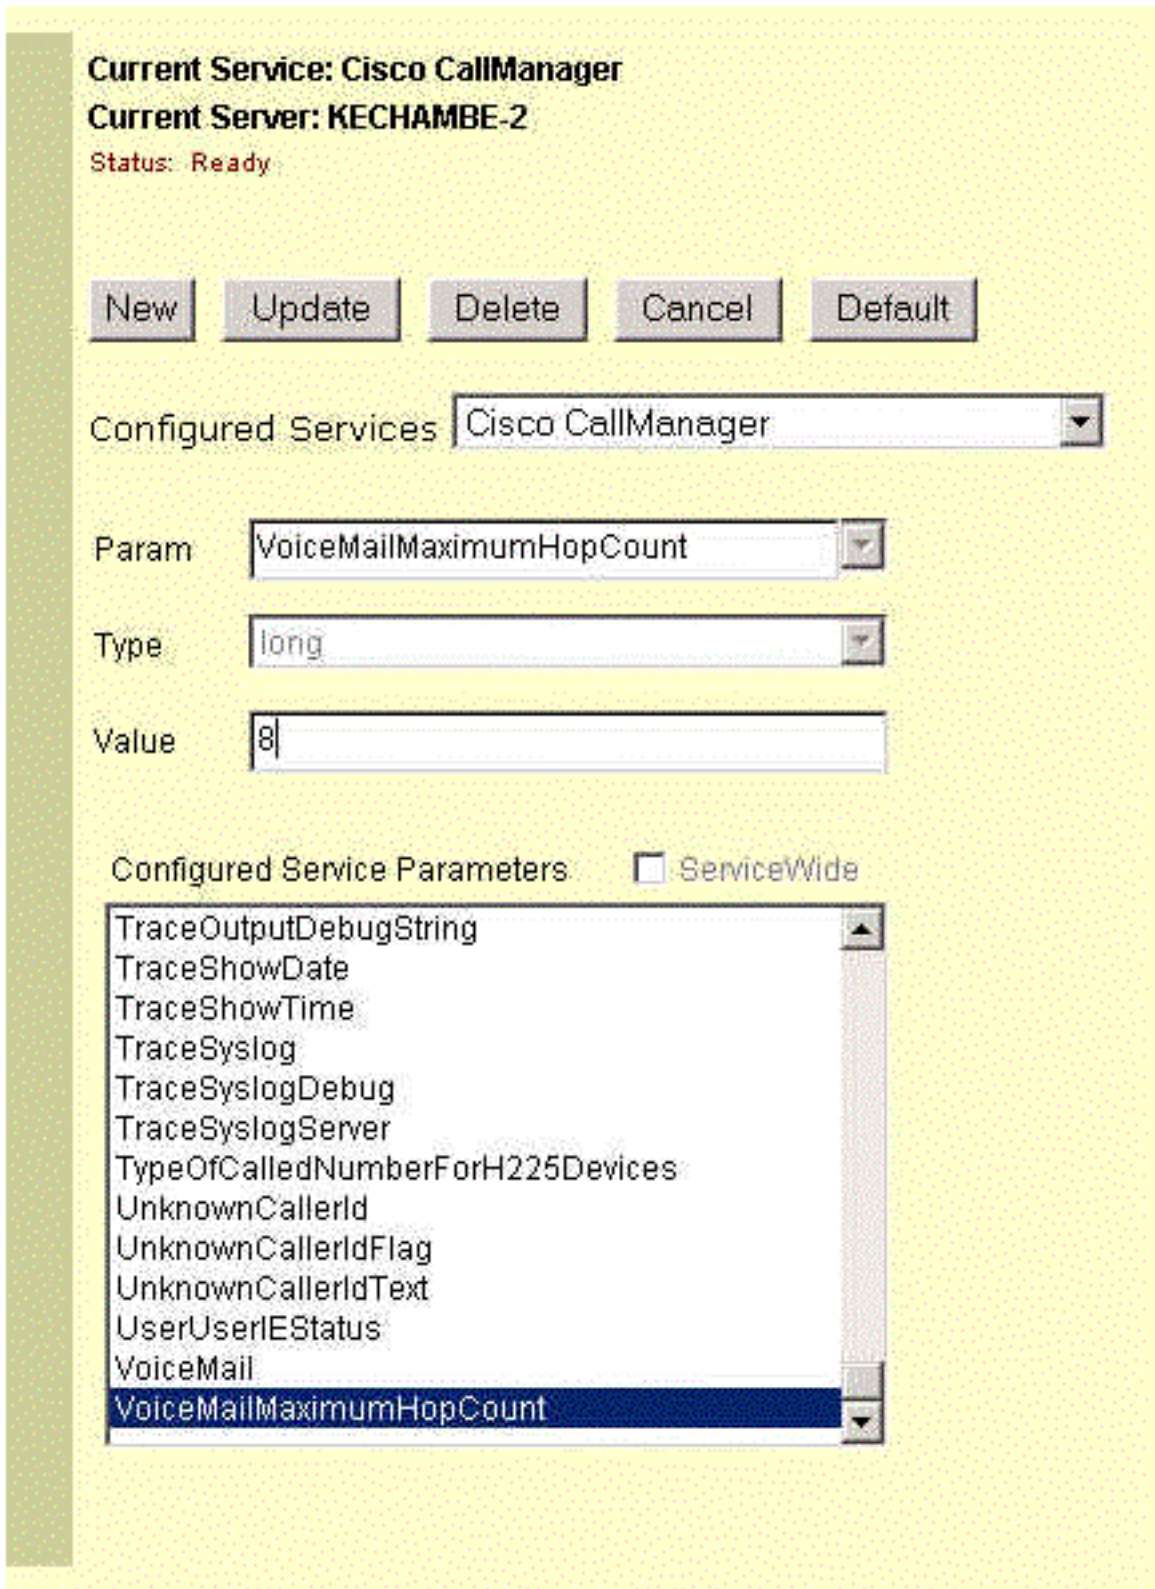 Current Service: Cisco CallManager
Current Server: KECHAMBE-2
Status: Ready
New Update Delete Cancel Default
Configured Services Cisco CallManager
Param VoiceMailMaximumHopCount
Type long
Value 8
Configured Service Parameters ServiceWide
TraceOutputDebugString
TraceShowDate
TraceShowTime
TraceSyslog
TraceSyslogDebug
TraceSyslogServer
TypeOfCalledNumberForH225Devices
UnknownCallerId
UnknownCallerIdFlag
UnknownCallerIdText
UserUserIEStatus
VoiceMail
VoiceMailMaximumHopCount